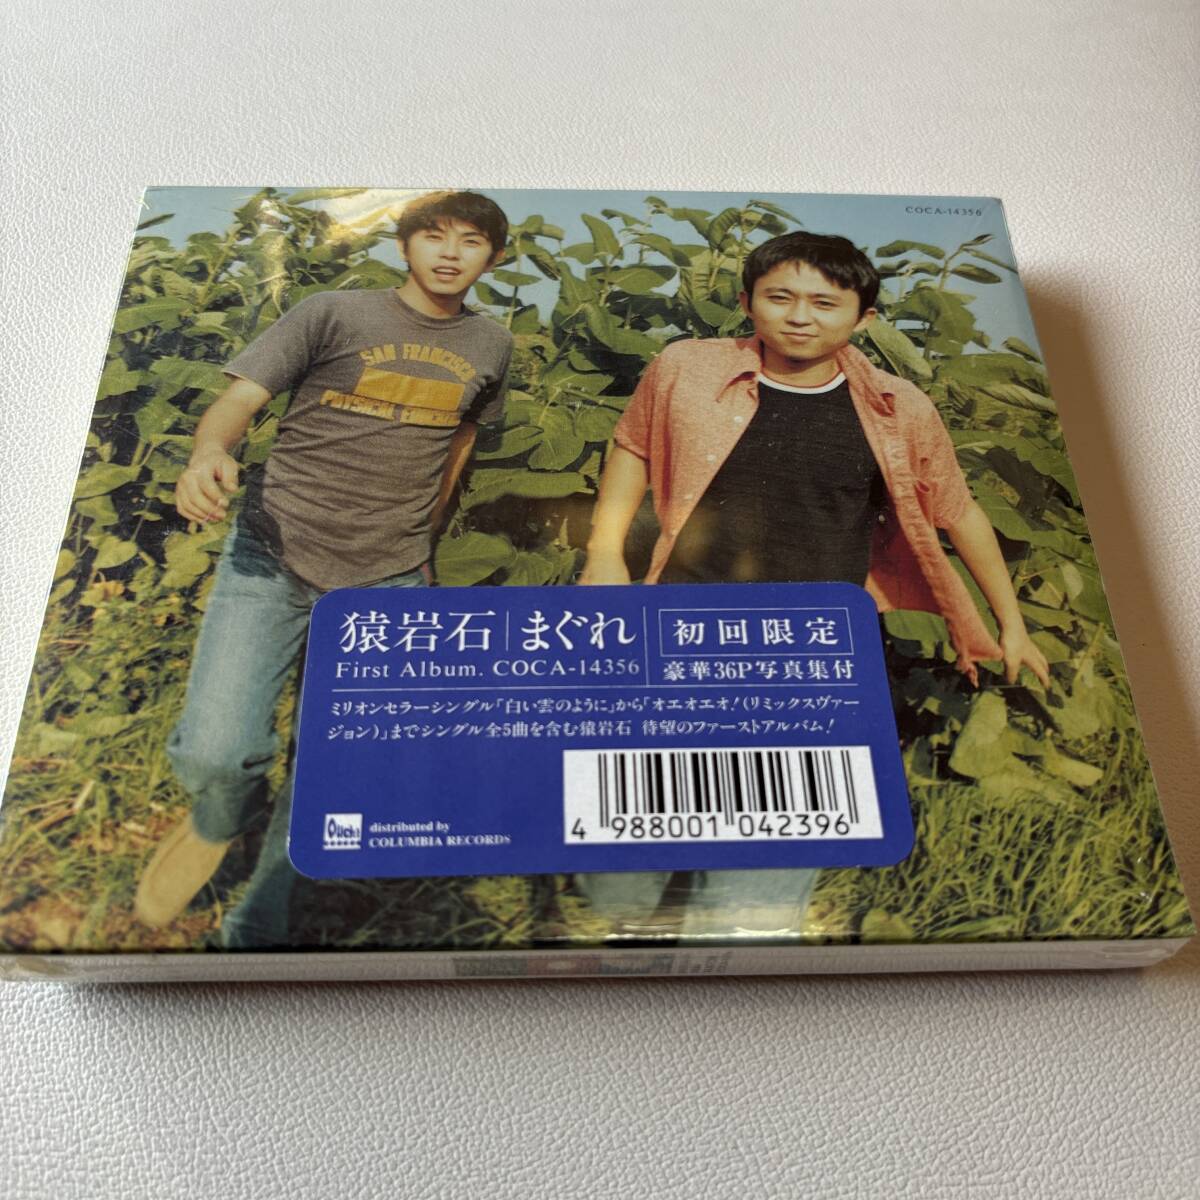 COCA-14356
SAN FRANCISCO
PHYSICAL EDUCA
猿岩石 まぐれ
First Album. COCA-14356
初回限定
豪華36P写真集付
ミリオンセラーシングル「白い雲のように」から「オエオエオ!(リミックスヴァー
ジョン)」までシングル全5曲を含む猿岩石 待望のファーストアルバム!
Ouch!
distributed by
COLUMBIA RECORDS
4 988001 042396